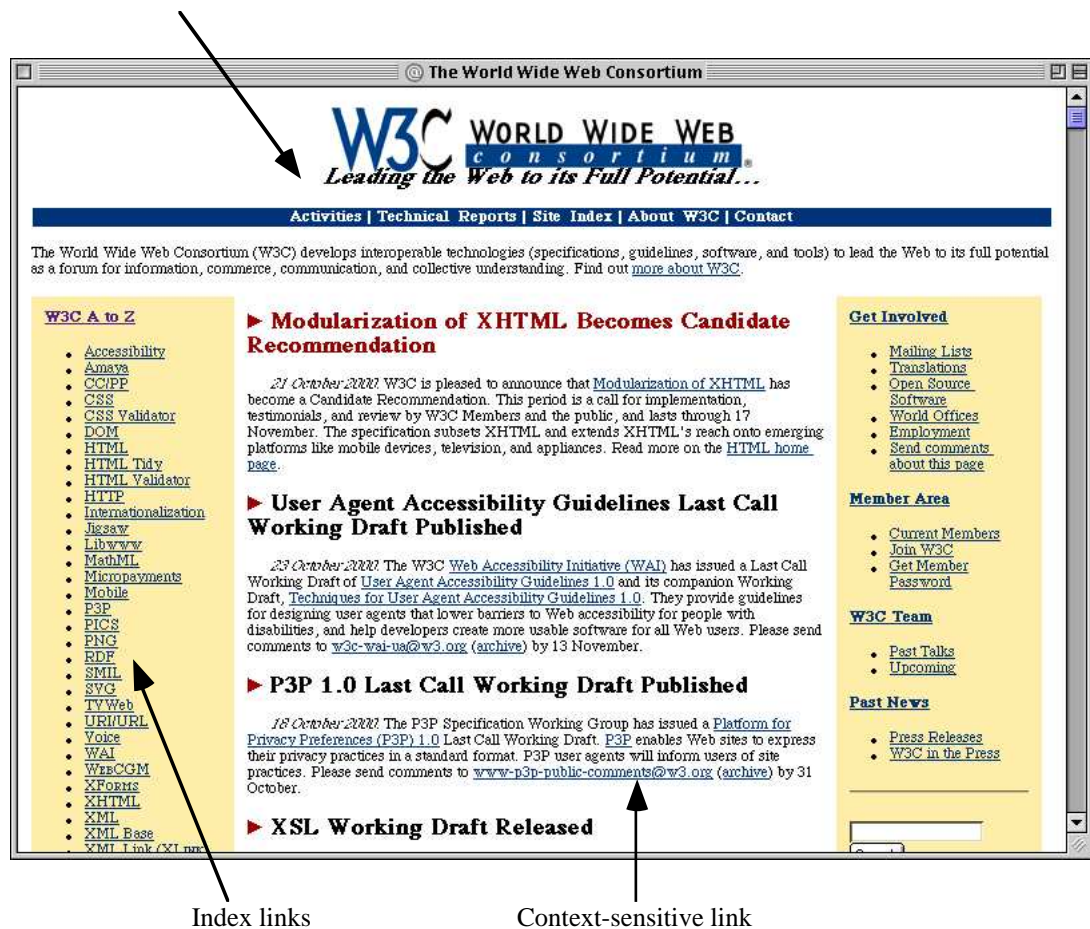 The World Wide Web Consortium
W3C WORLD WIDE WEB
consortium
Leading the Web to its Full Potential...
Activities | Technical Reports | Site Index | About W3C | Contact
The World Wide Web Consortium (W3C) develops interoperable technologies (specifications, guidelines, software, and tools) to lead the Web to its full potential
as a forum for information, commerce, communication, and collective understanding. Find out more about W3C.
W3C A to Z
Accessibility
Amaya
CC/PP
CSS
CSS Validator
DOM
HTML
HTML Tidy
HTML Validator
HTTP
Internationalization
Jigsaw
Libwww
MathML
Micropayments
Mobile
P3P
PICS
PNG
RDF
SMIL
SVG
TVWeb
URI/URL
Voice
WAI
WebCGM
XForms
XHTML
XML
XML Base
XML Link (XLink
Modularization of XHTML Becomes Candidate
Recommendation
21 October 2000: W3C is pleased to announce that Modularization of XHTML has
become a Candidate Recommendation. This period is a call for implementation,
testimonials, and review by W3C Members and the public, and lasts through 17
November. The specification subsets XHTML and extends XHTML's reach onto emerging
platforms like mobile devices, television, and appliances. Read more on the HTML home
page.
User Agent Accessibility Guidelines Last Call
Working Draft Published
23 October 2000: The W3C Web Accessibility Initiative (WAI) has issued a Last Call
Working Draft of User Agent Accessibility Guidelines 1.0 and its companion Working
Draft, Techniques for User Agent Accessibility Guidelines 1.0. They provide guidelines
for designing user agents that lower barriers to Web accessibility for people with
disabilities, and help developers create more usable software for all Web users. Please send
comments to w3c-wai-ua@w3.org (archive) by 13 November.
P3P 1.0 Last Call Working Draft Published
18 October 2000: The P3P Specification Working Group has issued a Platform for
Privacy Preferences (P3P) 1.0 Last Call Working Draft. P3P enables Web sites to express
their privacy practices in a standard format. P3P user agents will inform users of site
practices. Please send comments to www-p3p-public-comments@w3.org (archive) by 31
October.
XSL Working Draft Released
Get Involved
Mailing Lists
Translations
Open Source
Software
World Offices
Employment
Send comments
about this page
Member Area
Current Members
Join W3C
Get Member
Password
W3C Team
Past Talks
Upcoming
Past News
Press Releases
W3C in the Press
Index links
Context-sensitive link